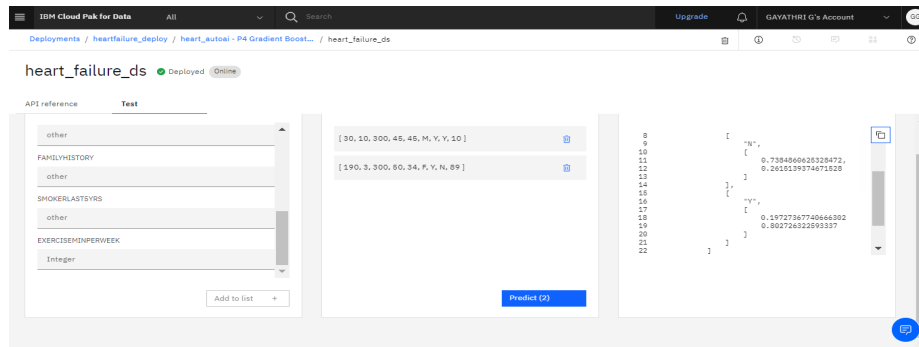 IBM Cloud Pak for Data All Search Upgrade GAYATHRI G's Account GG
Deployments / heartfailure_deploy / heart_autoai - P4 Gradient Boost... / heart_failure_ds
heart_failure_ds Deployed Online
API reference Test
other
FAMILYHISTORY
other
SMOKERLAST5YRS
other
EXERCISEMINPERWEEK
Integer
Add to list +
[ 30, 10, 300, 45, 45, M, Y, Y, 10 ]
[ 190, 3, 300, 50, 34, F, Y, N, 89 ]
Predict (2)
8 [
9 "N",
10 [
11 0.7384860625328472,
12 0.2615139374671528
13 ]
14 ],
15 [
16 "Y",
17 [
18 0.19727367740666302
19 0.802726322593337
20 ]
21 ]
22 ]